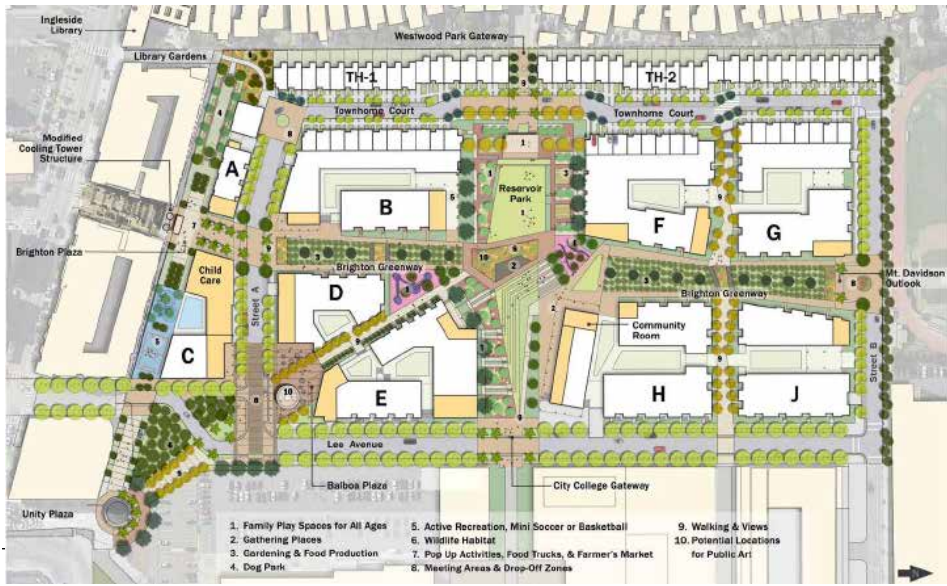 Ingleside
Library
Westwood Park Gateway
Library Gardens
TH-1
TH-2
Townhome Court
Townhome Court
Modified
Cooling Tower
Structure
A
B
Reservoir
Park
F
G
Brighton Plaza
Child
Care
Brighton Greenway
Brighton Greenway
Mt. Davidson
Outlook
Street A
D
Community
Room
C
E
H
J
Street B
Lee Avenue
Unity Plaza
Balboa Plaza
City College Gateway
1. Family Play Spaces for All Ages
2. Gathering Places
3. Gardening & Food Production
4. Dog Park
5. Active Recreation, Mini Soccer or Basketball
6. Wildlife Habitat
7. Pop Up Activities, Food Trucks, & Farmer's Market
8. Meeting Areas & Drop-Off Zones
9. Walking & Views
10. Potential Locations
for Public Art